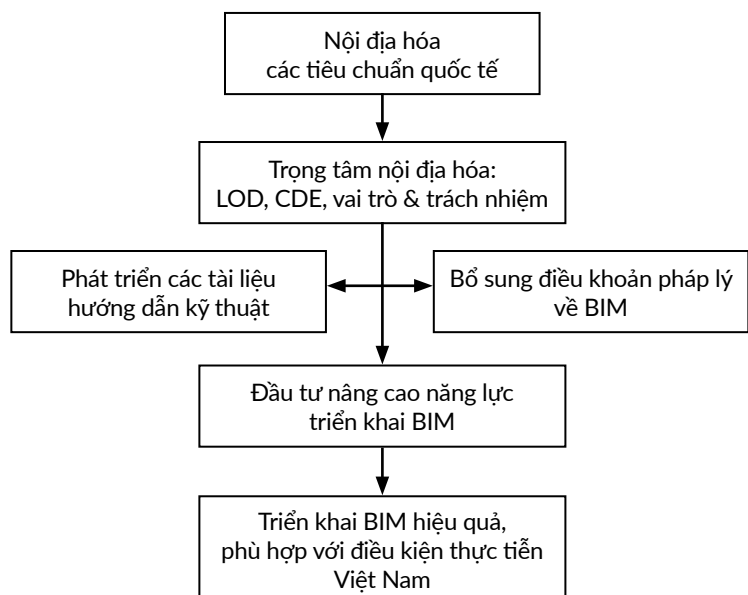 Nội địa hóa
các tiêu chuẩn quốc tế
Trọng tâm nội địa hóa:
LOD, CDE, vai trò & trách nhiệm
Phát triển các tài liệu
hướng dẫn kỹ thuật
Bổ sung điều khoản pháp lý
về BIM
Đầu tư nâng cao năng lực
triển khai BIM
Triển khai BIM hiệu quả,
phù hợp với điều kiện thực tiễn
Việt Nam